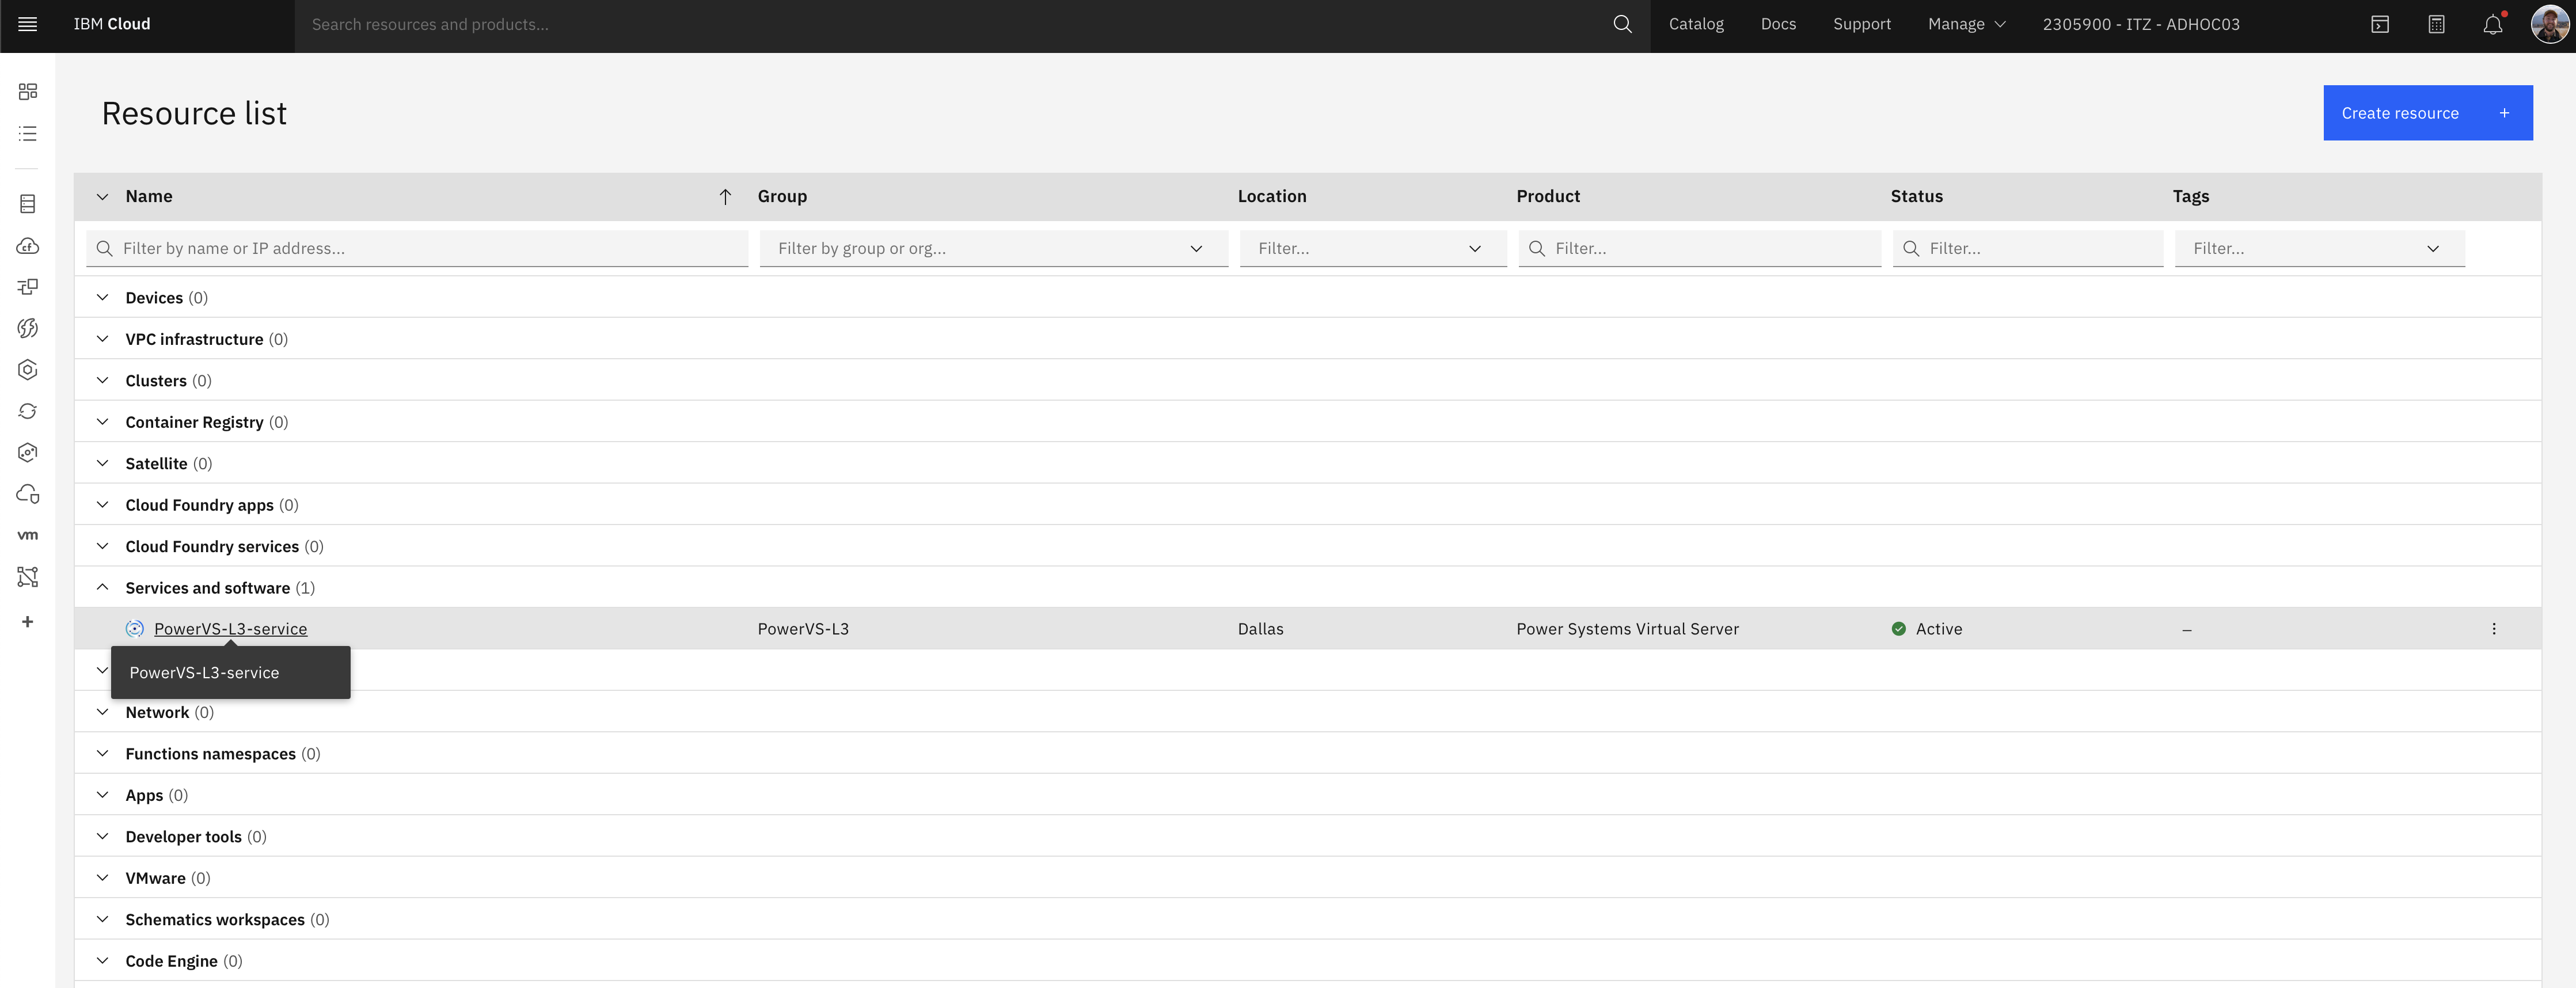 IBM Cloud
Search resources and products...
Catalog Docs Support Manage 2305900 - ITZ - ADHOC03
Resource list
Create resource +
Name Group Location Product Status Tags
Filter by name or IP address... Filter by group or org... Filter... Filter... Filter... Filter...
Devices (0)
VPC infrastructure (0)
Clusters (0)
Container Registry (0)
Satellite (0)
Cloud Foundry apps (0)
Cloud Foundry services (0)
Services and software (1)
PowerVS-L3-service PowerVS-L3 Dallas Power Systems Virtual Server Active –
PowerVS-L3-service
Network (0)
Functions namespaces (0)
Apps (0)
Developer tools (0)
VMware (0)
Schematics workspaces (0)
Code Engine (0)
cf
vm